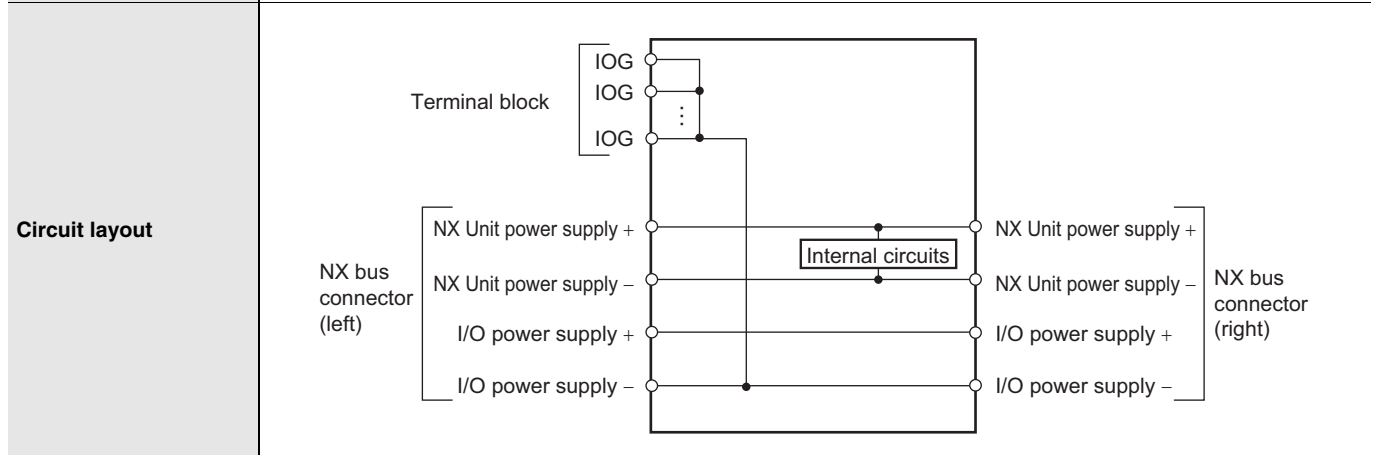 Circuit layout
Terminal block
IOG
IOG
⋮
IOG
NX bus
connector
(left)
NX Unit power supply +
NX Unit power supply −
I/O power supply +
I/O power supply −
Internal circuits
NX Unit power supply +
NX Unit power supply −
I/O power supply +
I/O power supply −
NX bus
connector
(right)